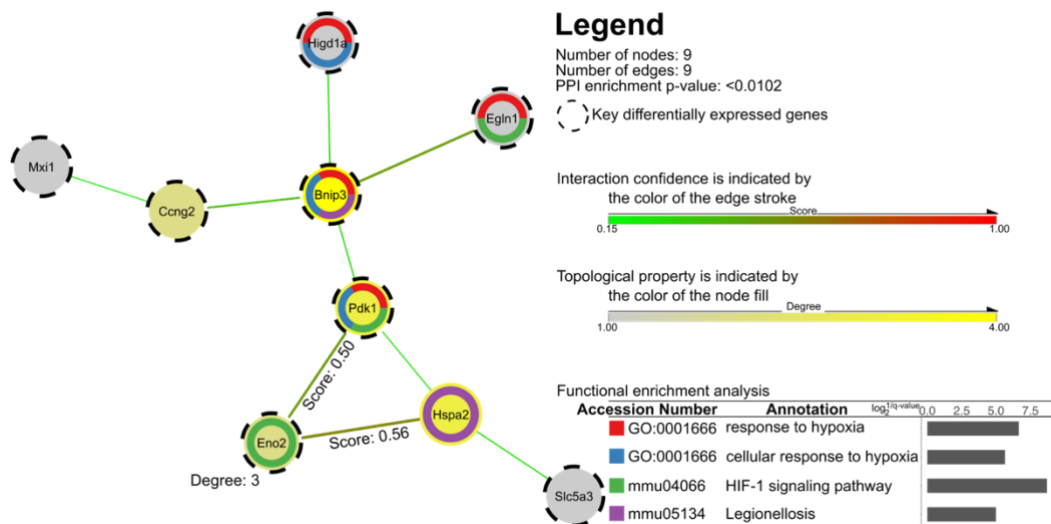 Higd1a
Egln1
Mxi1
Ccng2
Bnip3
Pdk1
Score: 0.50
Hspa2
Score: 0.56
Eno2
Degree: 3
Slc5a3
Legend
Number of nodes: 9
Number of edges: 9
PPI enrichment p-value: <0.0102
Key differentially expressed genes
Interaction confidence is indicated by
the color of the edge stroke
Score
0.15 1.00
Topological property is indicated by
the color of the node fill
Degree
1.00 4.00
Functional enrichment analysis
Accession Number Annotation log2^1/q-value 0.0 2.5 5.0 7.5
GO:0001666 response to hypoxia
GO:0001666 cellular response to hypoxia
mmu04066 HIF-1 signaling pathway
mmu05134 Legionellosis